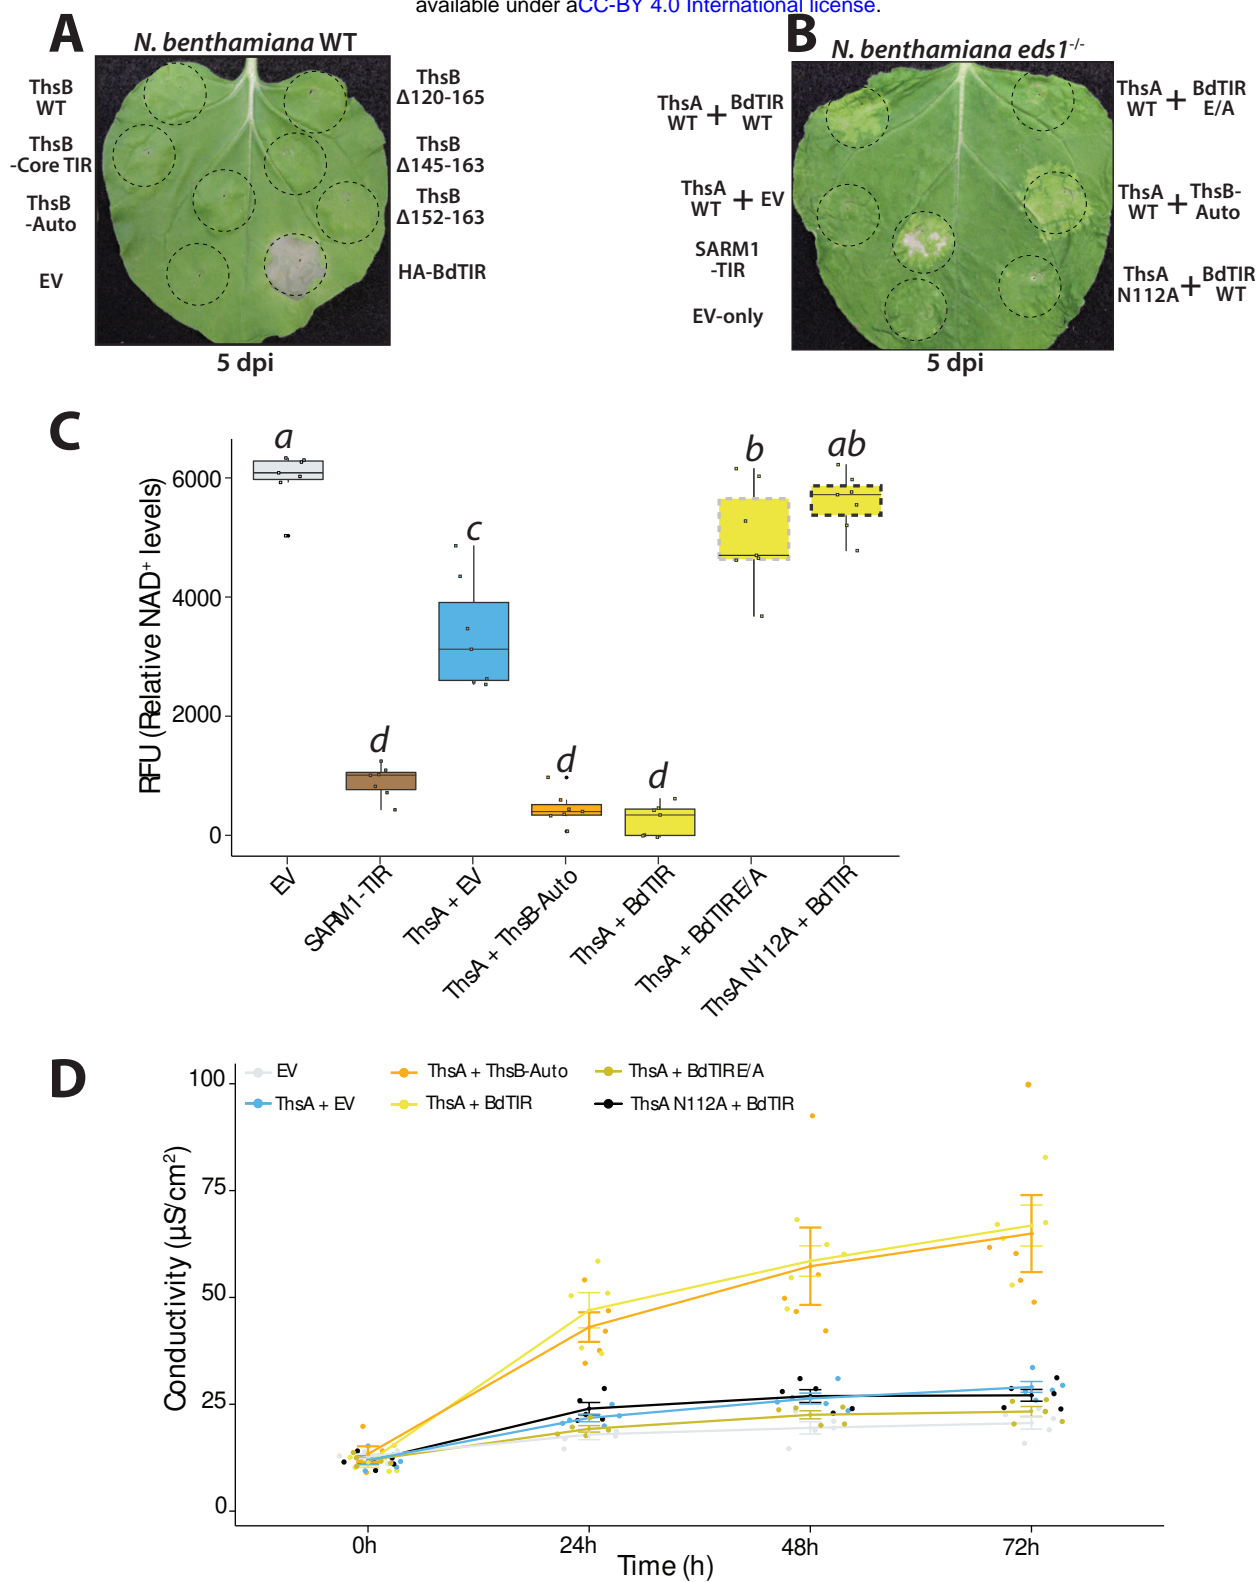 available under aCC-BY 4.0 International license.
A
N. benthamiana WT
ThsB
WT
ThsB
-Core TIR
ThsB
-Auto
EV
ThsB
Δ120-165
ThsB
Δ145-163
ThsB
Δ152-163
HA-BdTIR
5 dpi
B
N. benthamiana eds1-/-
ThsA
WT + BdTIR
WT
ThsA
WT + EV
SARM1
-TIR
EV-only
ThsA
WT + BdTIR
E/A
ThsA
WT + ThsB-
Auto
ThsA
N112A + BdTIR
WT
5 dpi
C
RFU (Relative NAD+ levels)
6000
4000
2000
0
a
d
c
d
d
b
ab
EV
SARM1-TIR
ThsA + EV
ThsA + ThsB-Auto
ThsA + BdTIR
ThsA + BdTIR E/A
ThsA N112A + BdTIR
D
EV
ThsA + ThsB-Auto
ThsA + BdTIR E/A
ThsA + EV
ThsA + BdTIR
ThsA N112A + BdTIR
Conductivity (µS/cm2)
100
75
50
25
0
0h
24h
48h
72h
Time (h)